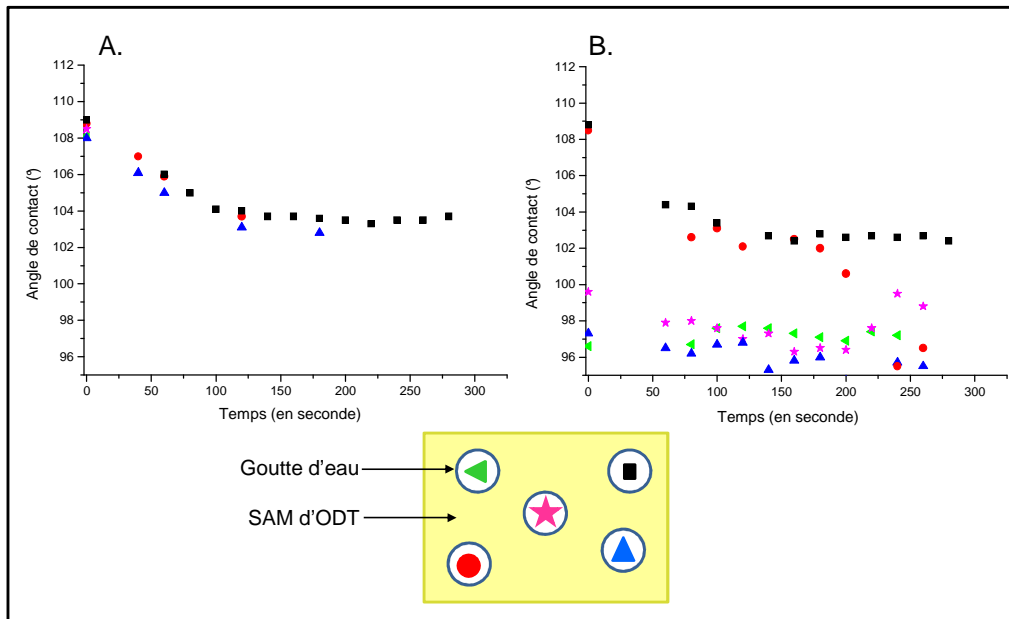 A.
112
110
108
106
104
102
100
98
96
0 50 100 150 200 250 300
Angle de contact (°)
Temps (en seconde)
B.
112
110
108
106
104
102
100
98
96
0 50 100 150 200 250 300
Angle de contact (°)
Temps (en seconde)
Goutte d'eau
SAM d'ODT